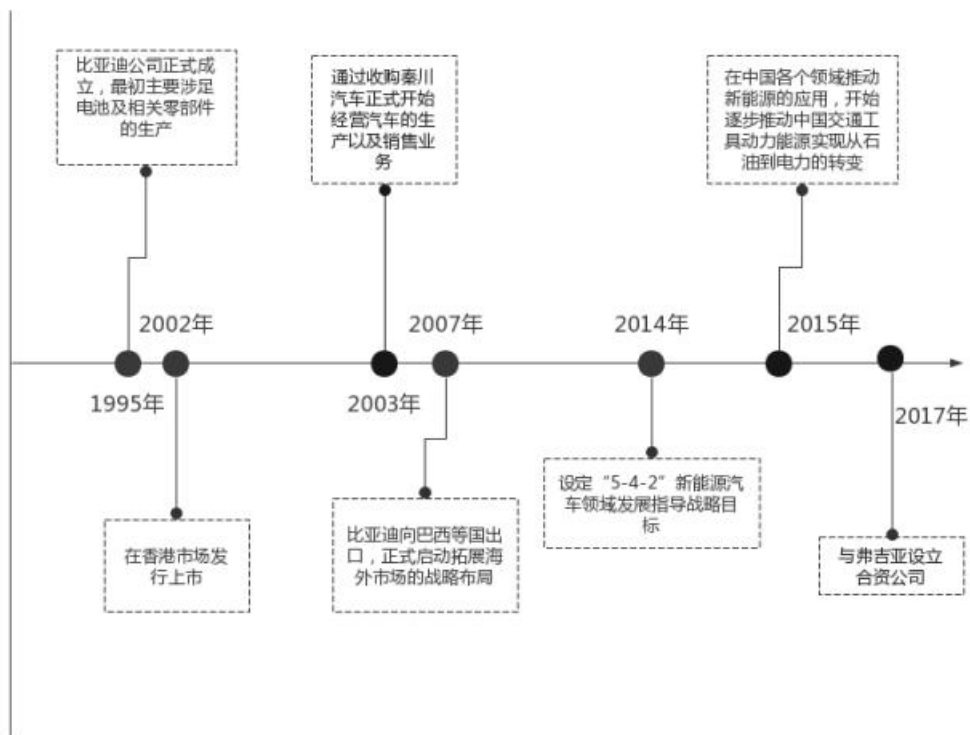 比亚迪公司正式成
立，最初主要涉足
电池及相关零部件
的生产
通过收购秦川
汽车正式开始
经营汽车的生
产以及销售业
务
在中国各个领域推动
新能源的应用，开始
逐步推动中国交通工
具动力能源实现从石
油到电力的转变
2002年
2007年
2014年
2015年
1995年
2003年
2017年
在香港市场发
行上市
比亚迪向巴西等国出
口，正式启动拓展海
外市场的战略布局
设定“5-4-2”新能源汽
车领域发展指导战略目
标
与弗吉亚设立
合资公司